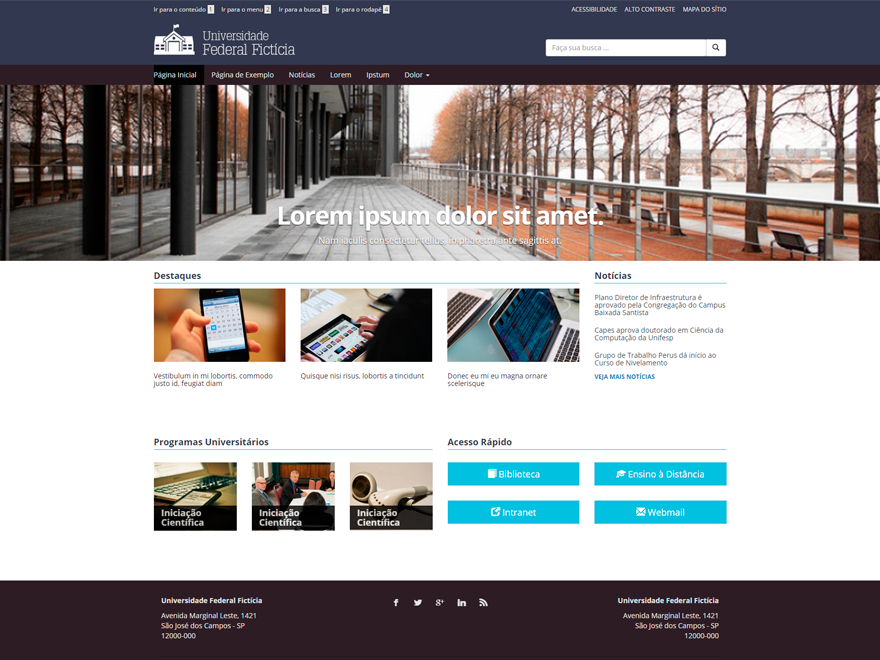 Ir para o conteúdo 1 Ir para o menu 2 Ir para a busca 3 Ir para o rodapé 4
ACESSIBILIDADE ALTO CONTRASTE MAPA DO SÍTIO
Universidade
Federal Fictícia
Faça sua busca ...
Página Inicial Página de Exemplo Notícias Lorem Ipstum Dolor
Lorem ipsum dolor sit amet.
Nam iaculis consectetur tellus, in pharetra ante sagittis at.
Destaques
Vestibulum in mi lobortis, commodo
justo id, feugiat diam
Quisque nisi risus, lobortis a tincidunt
Donec eu mi eu magna ornare
scelerisque
Notícias
Plano Diretor de Infraestrutura é
aprovado pela Congregação do Campus
Baixada Santista
Capes aprova doutorado em Ciência da
Computação da Unifesp
Grupo de Trabalho Perus dá início ao
Curso de Nivelamento
VEJA MAIS NOTÍCIAS
Programas Universitários
Iniciação
Científica
Iniciação
Científica
Iniciação
Científica
Acesso Rápido
Biblioteca
Ensino à Distância
Intranet
Webmail
Universidade Federal Fictícia
Avenida Marginal Leste, 1421
São José dos Campos - SP
12000-000
Universidade Federal Fictícia
Avenida Marginal Leste, 1421
São José dos Campos - SP
12000-000